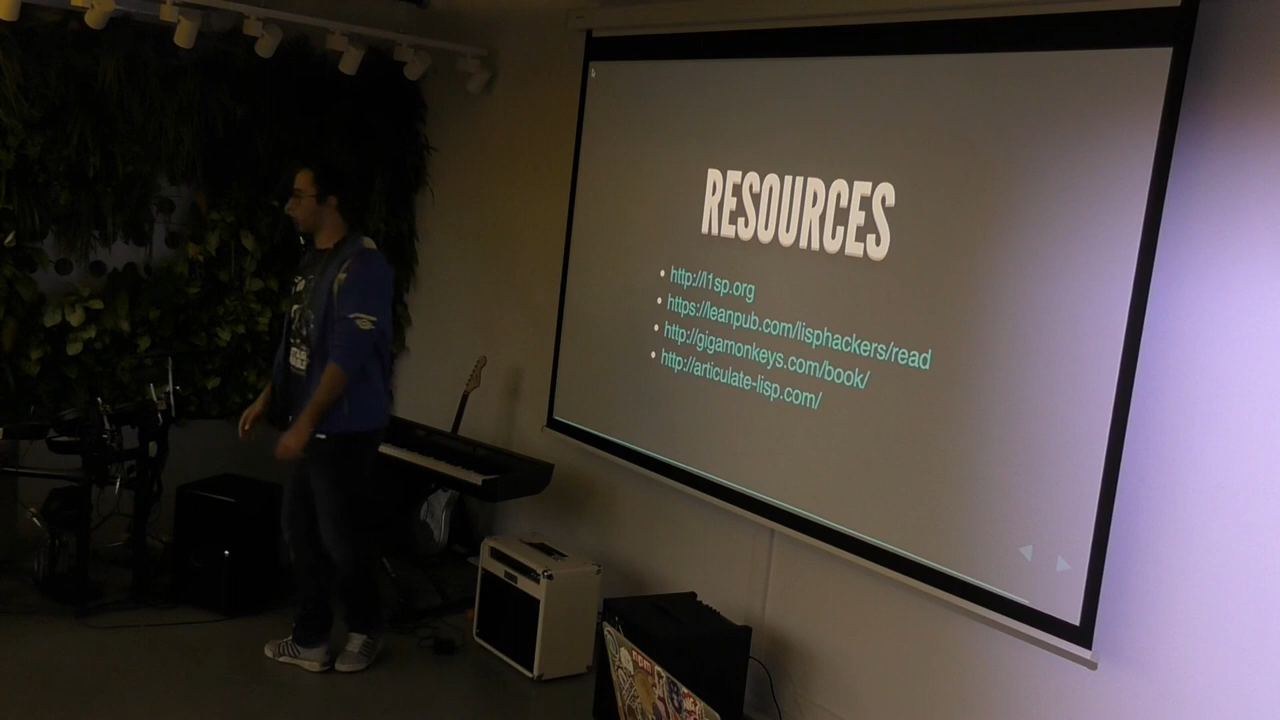 RESOURCES
http://l1sp.org
https://leanpub.com/lisphackers/read
http://gigamonkeys.com/book/
http://articulate-lisp.com/